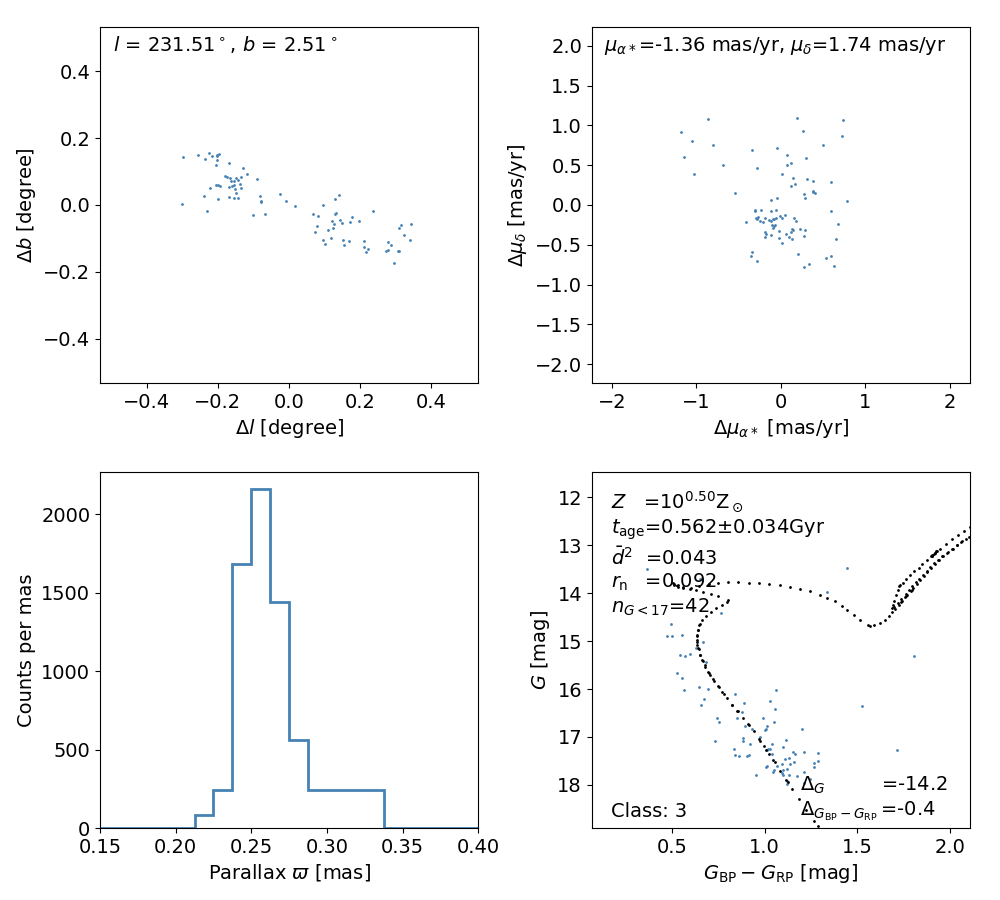 l = 231.51°, b = 2.51°
0.4
0.2
0.0
−0.2
−0.4
Δb [degree]
−0.4 −0.2 0.0 0.2 0.4
Δl [degree]
μα*=-1.36 mas/yr, μδ=1.74 mas/yr
2.0
1.5
1.0
0.5
0.0
−0.5
−1.0
−1.5
−2.0
Δμδ [mas/yr]
−2 −1 0 1 2
Δμα* [mas/yr]
2000
1500
1000
500
0
Counts per mas
0.15 0.20 0.25 0.30 0.35 0.40
Parallax ϖ [mas]
Z =10^0.50 Z⊙
t_age=0.562±0.034Gyr
d̄² =0.043
r_n =0.092
n_G<17=42
12
13
14
15
16
17
18
G [mag]
Δ_G =-14.2
Δ_G_BP−G_RP =-0.4
Class: 3
0.5 1.0 1.5 2.0
G_BP − G_RP [mag]